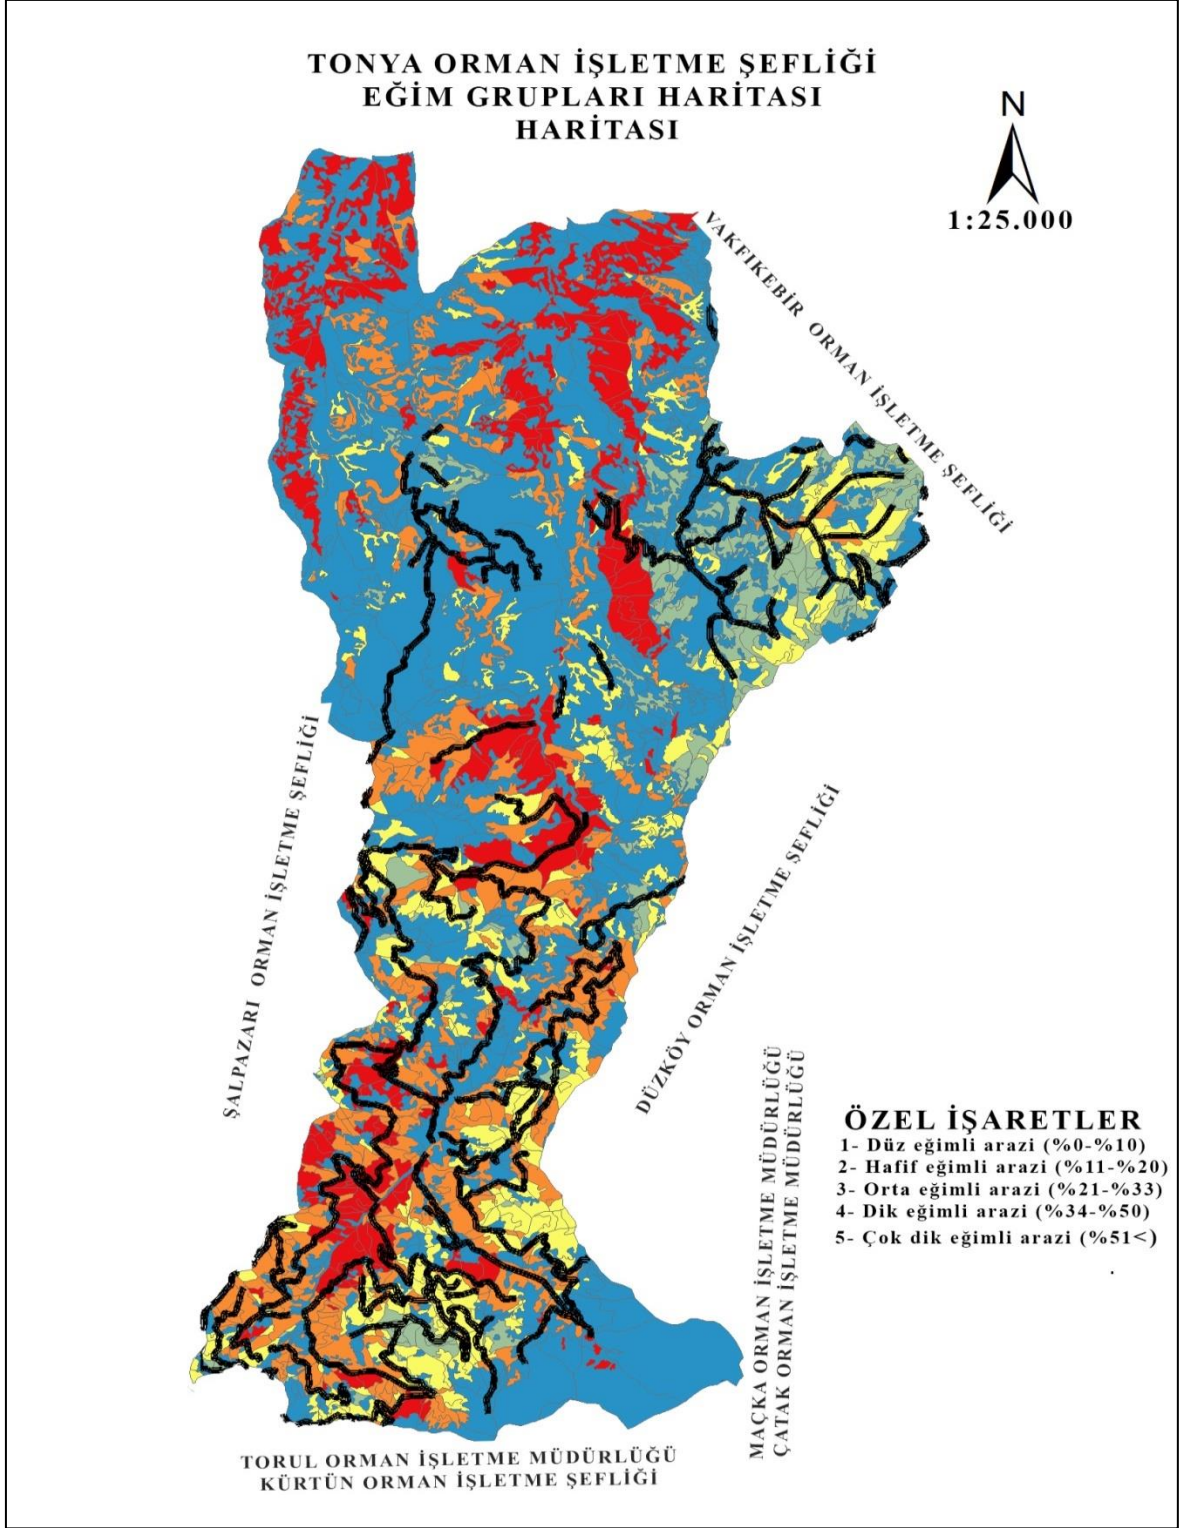 TONYA ORMAN İŞLETME ŞEFLİĞİ
EĞİM GRUPLARI HARİTASI
HARİTASI
N
1:25.000
VAKFIKEBİR ORMAN İŞLETME ŞEFLİĞİ
ŞALPAZARI ORMAN İŞLETME ŞEFLİĞİ
DÜZKÖY ORMAN İŞLETME ŞEFLİĞİ
MAÇKA ORMAN İŞLETME MÜDÜRLÜĞÜ
ÇATAK ORMAN İŞLETME MÜDÜRLÜĞÜ
ÖZEL İŞARETLER
1- Düz eğimli arazi (%0-%10)
2- Hafif eğimli arazi (%11-%20)
3- Orta eğimli arazi (%21-%33)
4- Dik eğimli arazi (%34-%50)
5- Çok dik eğimli arazi (%51<)
.
TORUL ORMAN İŞLETME MÜDÜRLÜĞÜ
KÜRTÜN ORMAN İŞLETME ŞEFLİĞİ